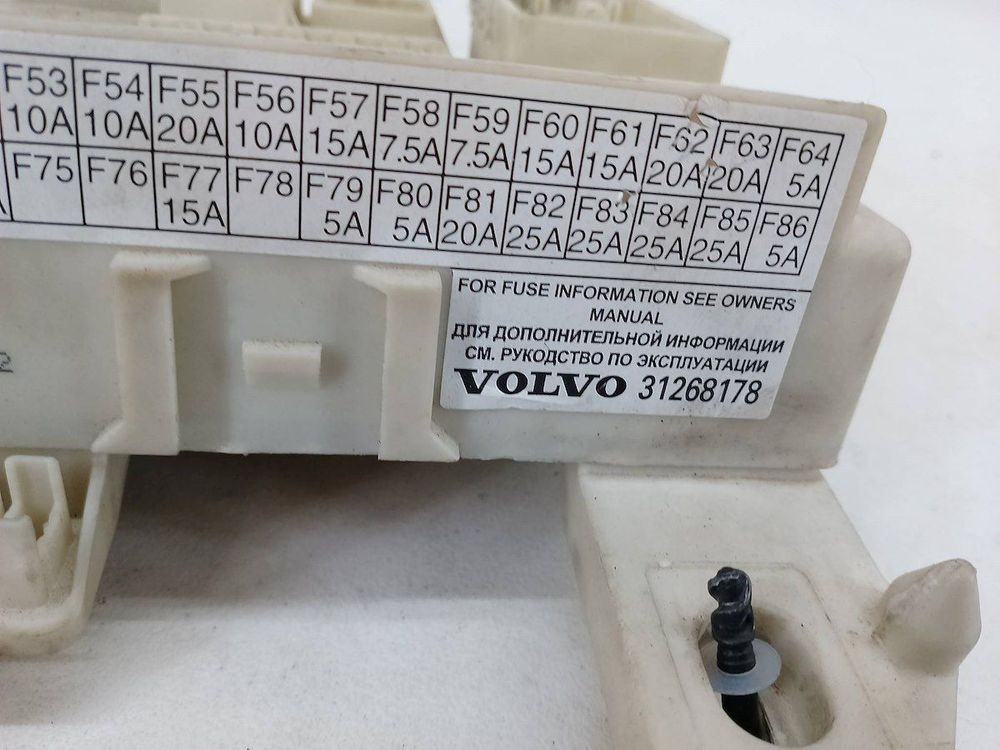 F53 F54 F55 F56 F57 F58 F59 F60 F61 F62 F63 F64
10A 10A 20A 10A 15A 7.5A 7.5A 15A 15A 20A 20A 5A
F75 F76 F77 F78 F79 F80 F81 F82 F83 F84 F85 F86
A 15A 5A 5A 20A 25A 25A 25A 25A 5A
FOR FUSE INFORMATION SEE OWNERS
MANUAL
ДЛЯ ДОПОЛНИТЕЛЬНОЙ ИНФОРМАЦИИ
СМ. РУКОДСТВО ПО ЭКСПЛУАТАЦИИ
VOLVO 31268178
2